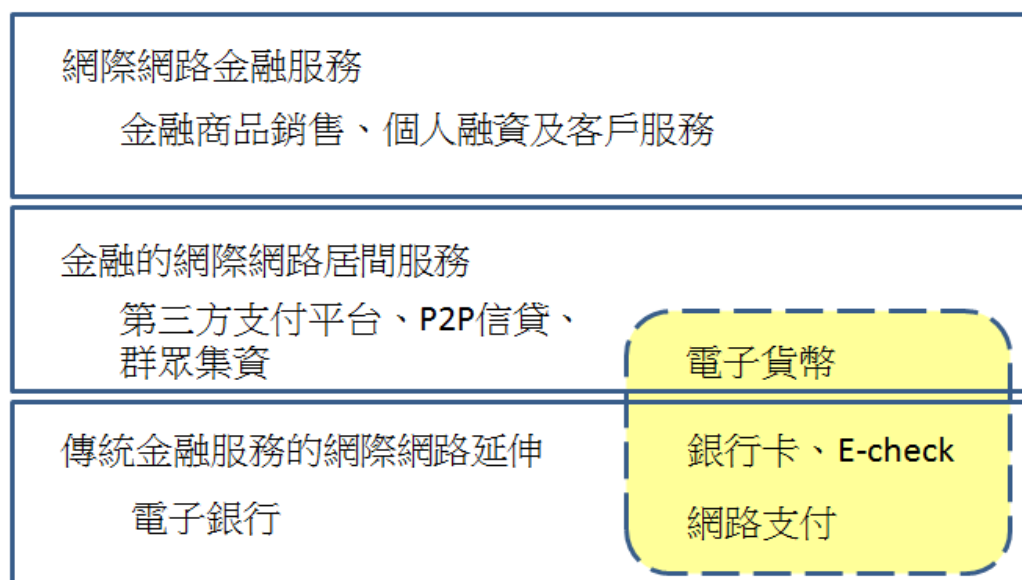 網際網路金融服務
金融商品銷售、個人融資及客戶服務
金融的網際網路居間服務
第三方支付平台、P2P信貸、
群眾集資
電子貨幣
傳統金融服務的網際網路延伸
電子銀行
銀行卡、E-check
網路支付